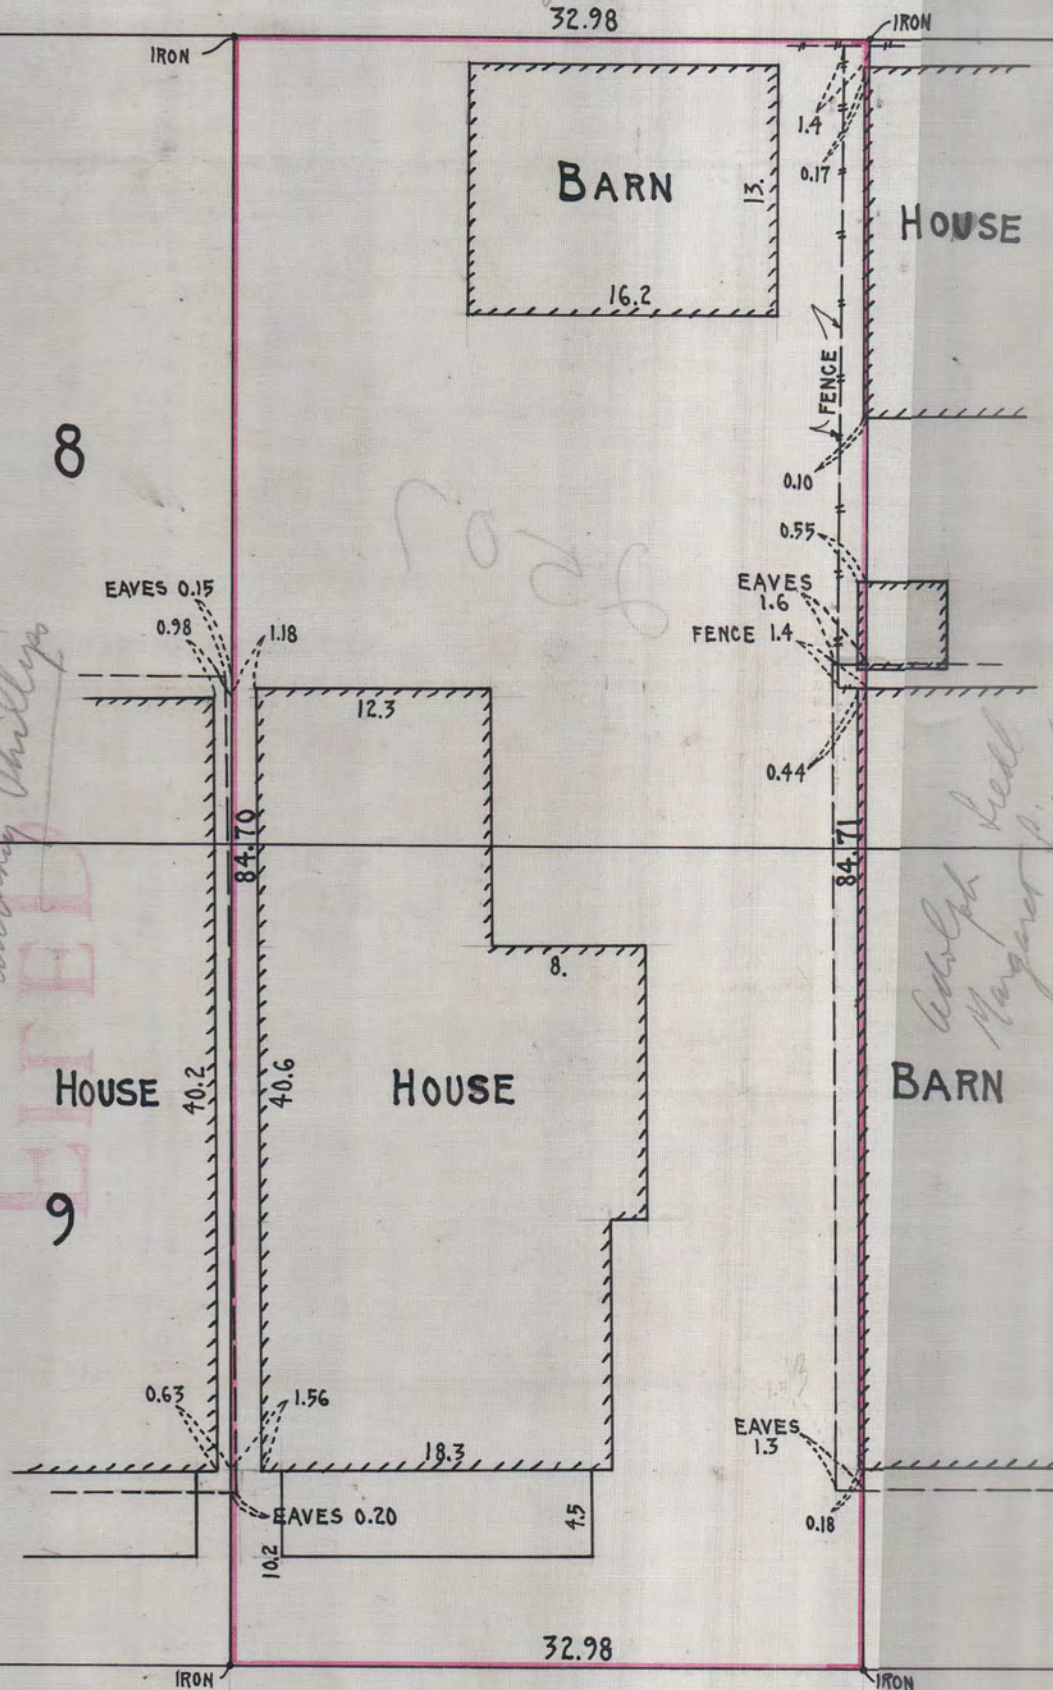 32.98
IRON
IRON
BARN
13.
16.2
1.4
0.17
HOUSE
FENCE
8
0.10
0.55
EAVES 0.15
0.98
1.18
EAVES
1.6
FENCE 1.4
12.3
0.44
84.70
84.71
Phillips
Adolph
Margaret
8.
HOUSE
40.2
40.6
HOUSE
BARN
9
0.63
1.56
18.3
EAVES
1.3
EAVES 0.20
4.5
10.2
0.18
32.98
IRON
IRON